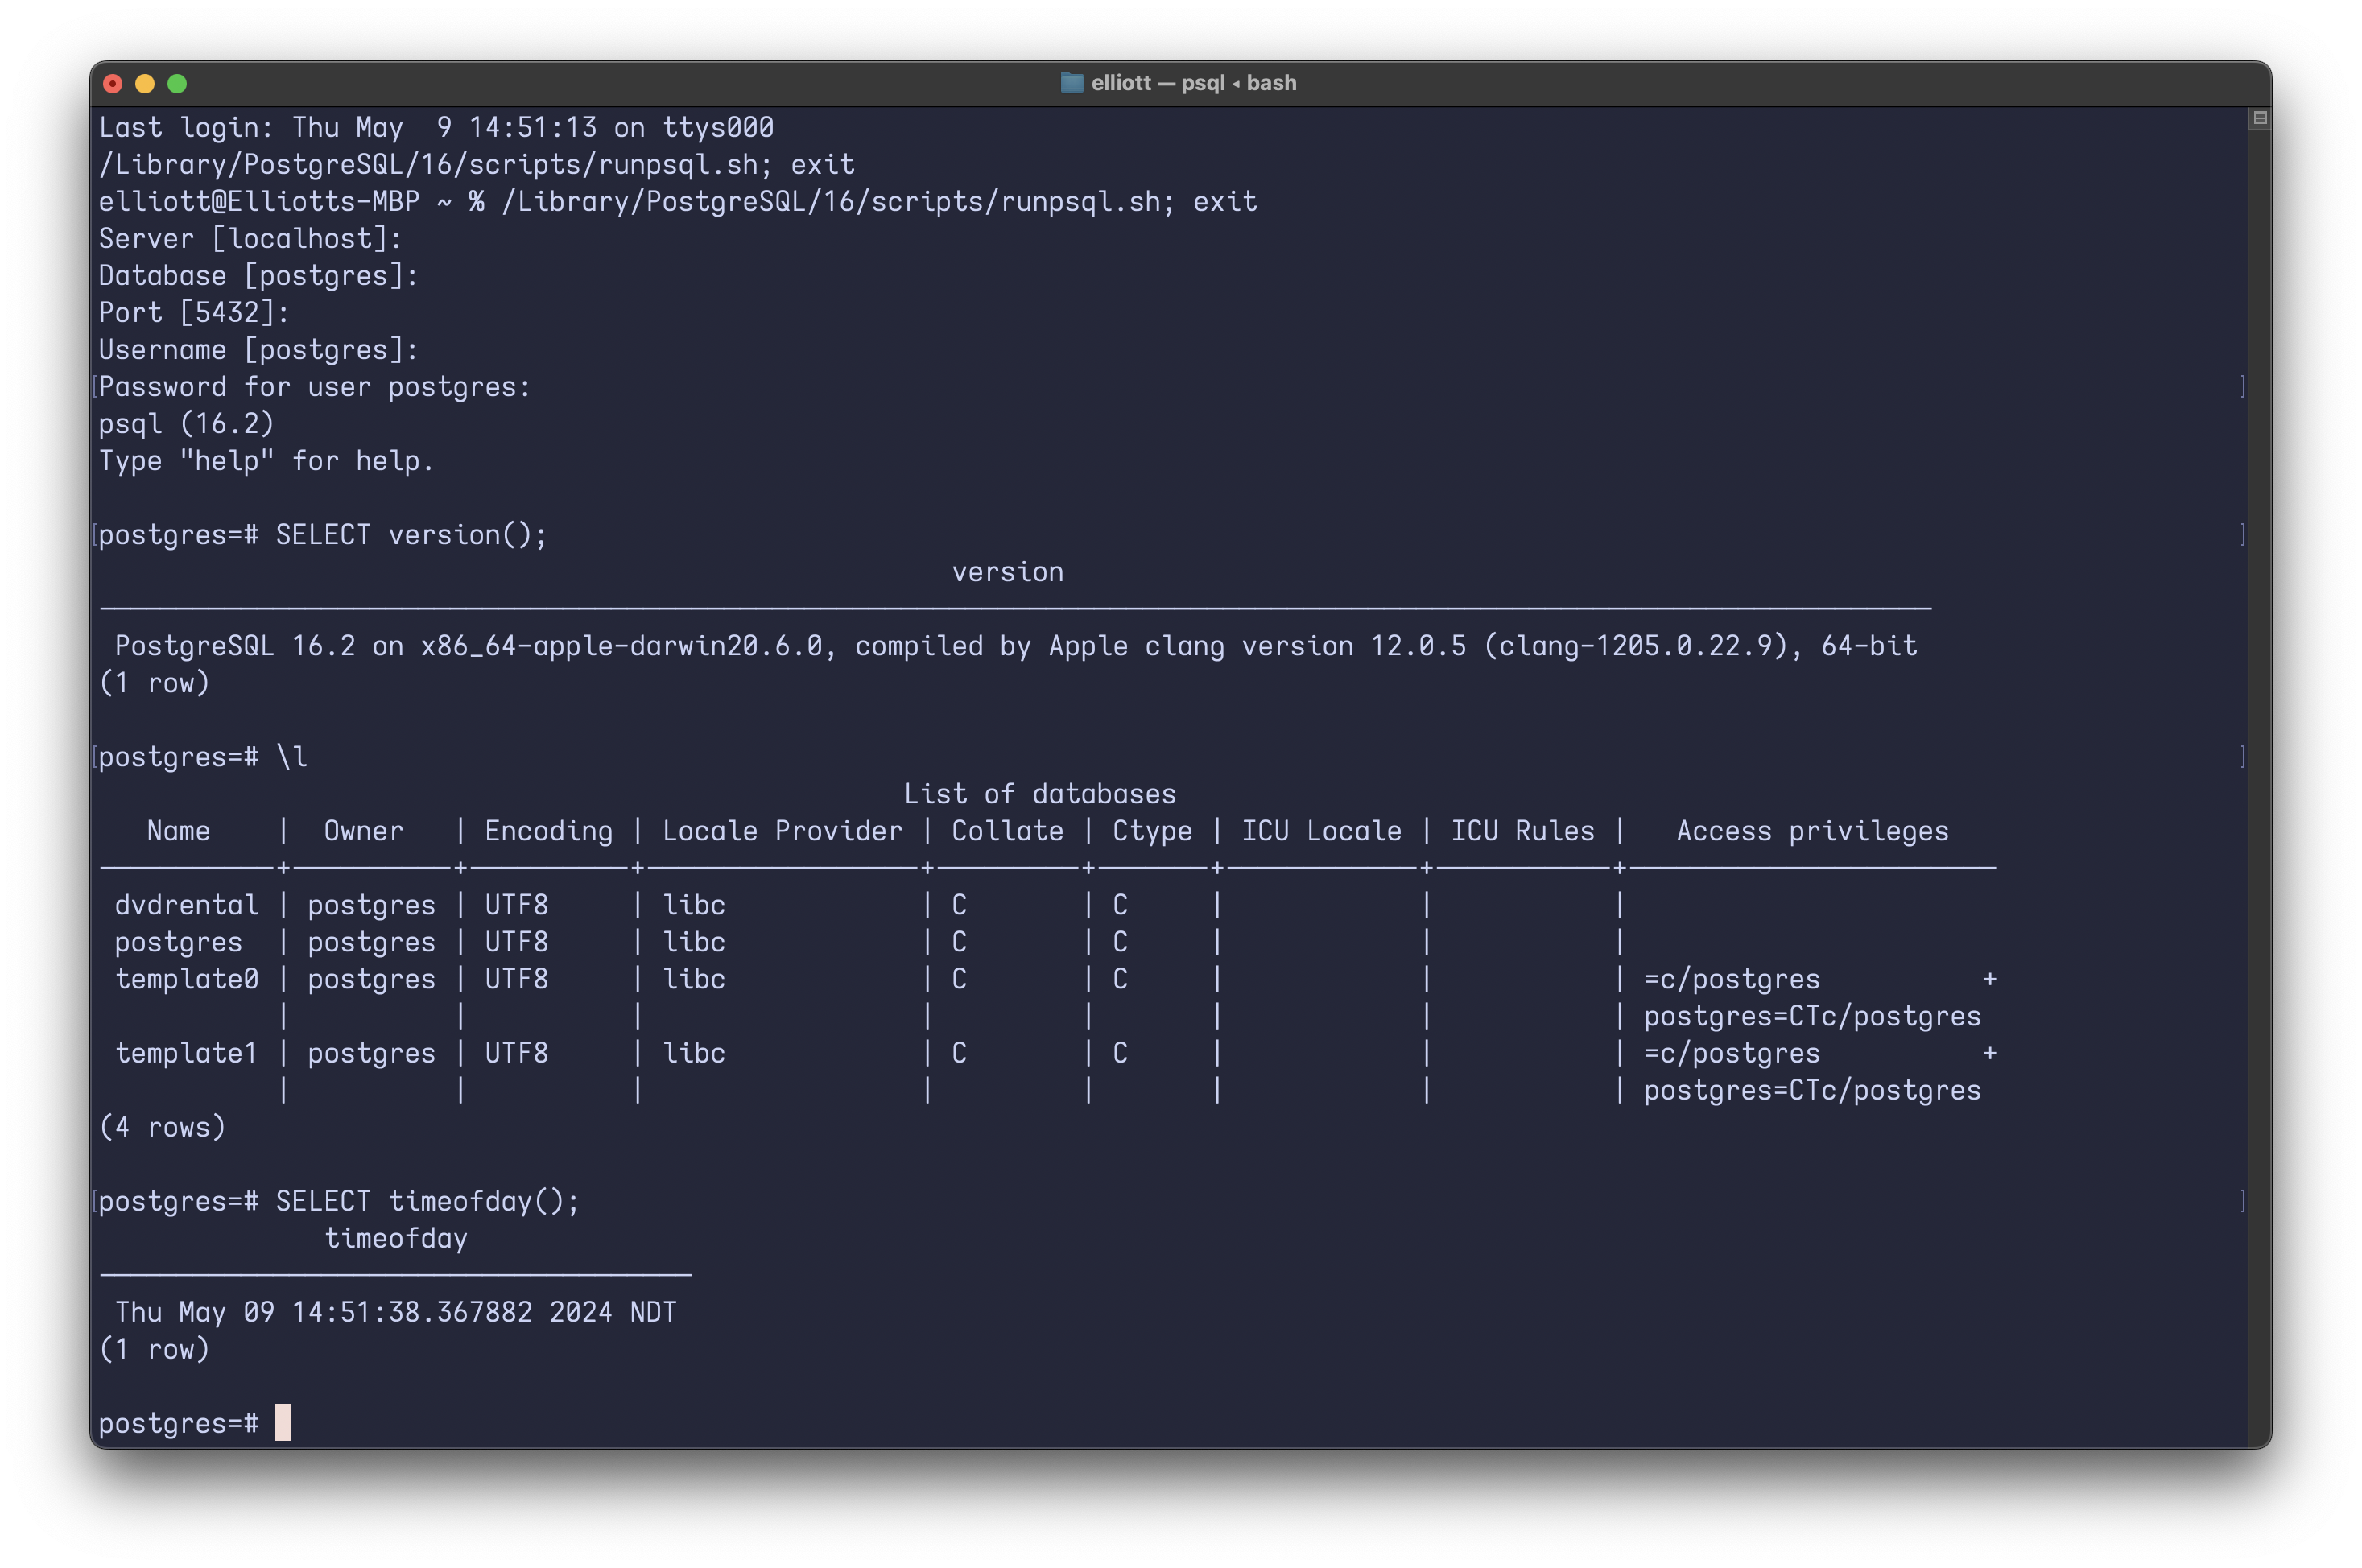 elliott — psql ◂ bash
Last login: Thu May  9 14:51:13 on ttys000
/Library/PostgreSQL/16/scripts/runpsql.sh; exit
elliott@Elliotts-MBP ~ % /Library/PostgreSQL/16/scripts/runpsql.sh; exit
Server [localhost]:
Database [postgres]:
Port [5432]:
Username [postgres]:
[Password for user postgres: ]
psql (16.2)
Type "help" for help.

[postgres=# SELECT version(); ]
                                                     version
------------------------------------------------------------------------------------------------------------------
 PostgreSQL 16.2 on x86_64-apple-darwin20.6.0, compiled by Apple clang version 12.0.5 (clang-1205.0.22.9), 64-bit
(1 row)

[postgres=# \l ]
                                                  List of databases
   Name    |  Owner   | Encoding | Locale Provider | Collate | Ctype | ICU Locale | ICU Rules |   Access privileges
-----------+----------+----------+-----------------+---------+-------+------------+-----------+-----------------------
 dvdrental | postgres | UTF8     | libc            | C       | C     |            |           |
 postgres  | postgres | UTF8     | libc            | C       | C     |            |           |
 template0 | postgres | UTF8     | libc            | C       | C     |            |           | =c/postgres          +
           |          |          |                 |         |       |            |           | postgres=CTc/postgres
 template1 | postgres | UTF8     | libc            | C       | C     |            |           | =c/postgres          +
           |          |          |                 |         |       |            |           | postgres=CTc/postgres
(4 rows)

[postgres=# SELECT timeofday(); ]
              timeofday
-------------------------------------
 Thu May 09 14:51:38.367882 2024 NDT
(1 row)

postgres=#